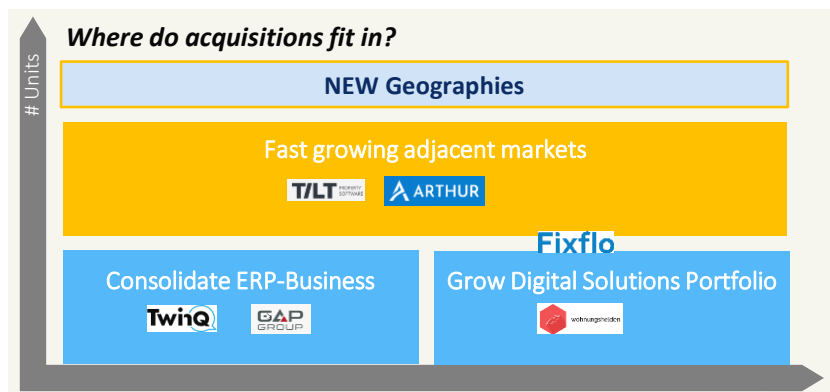 Where do acquisitions fit in?
# Units
NEW Geographies
Fast growing adjacent markets
T/LT PROPERTY SOFTWARE
ARTHUR
Fixflo
Consolidate ERP-Business
Grow Digital Solutions Portfolio
TwinQ
GAP GROUP
wohnungshelden